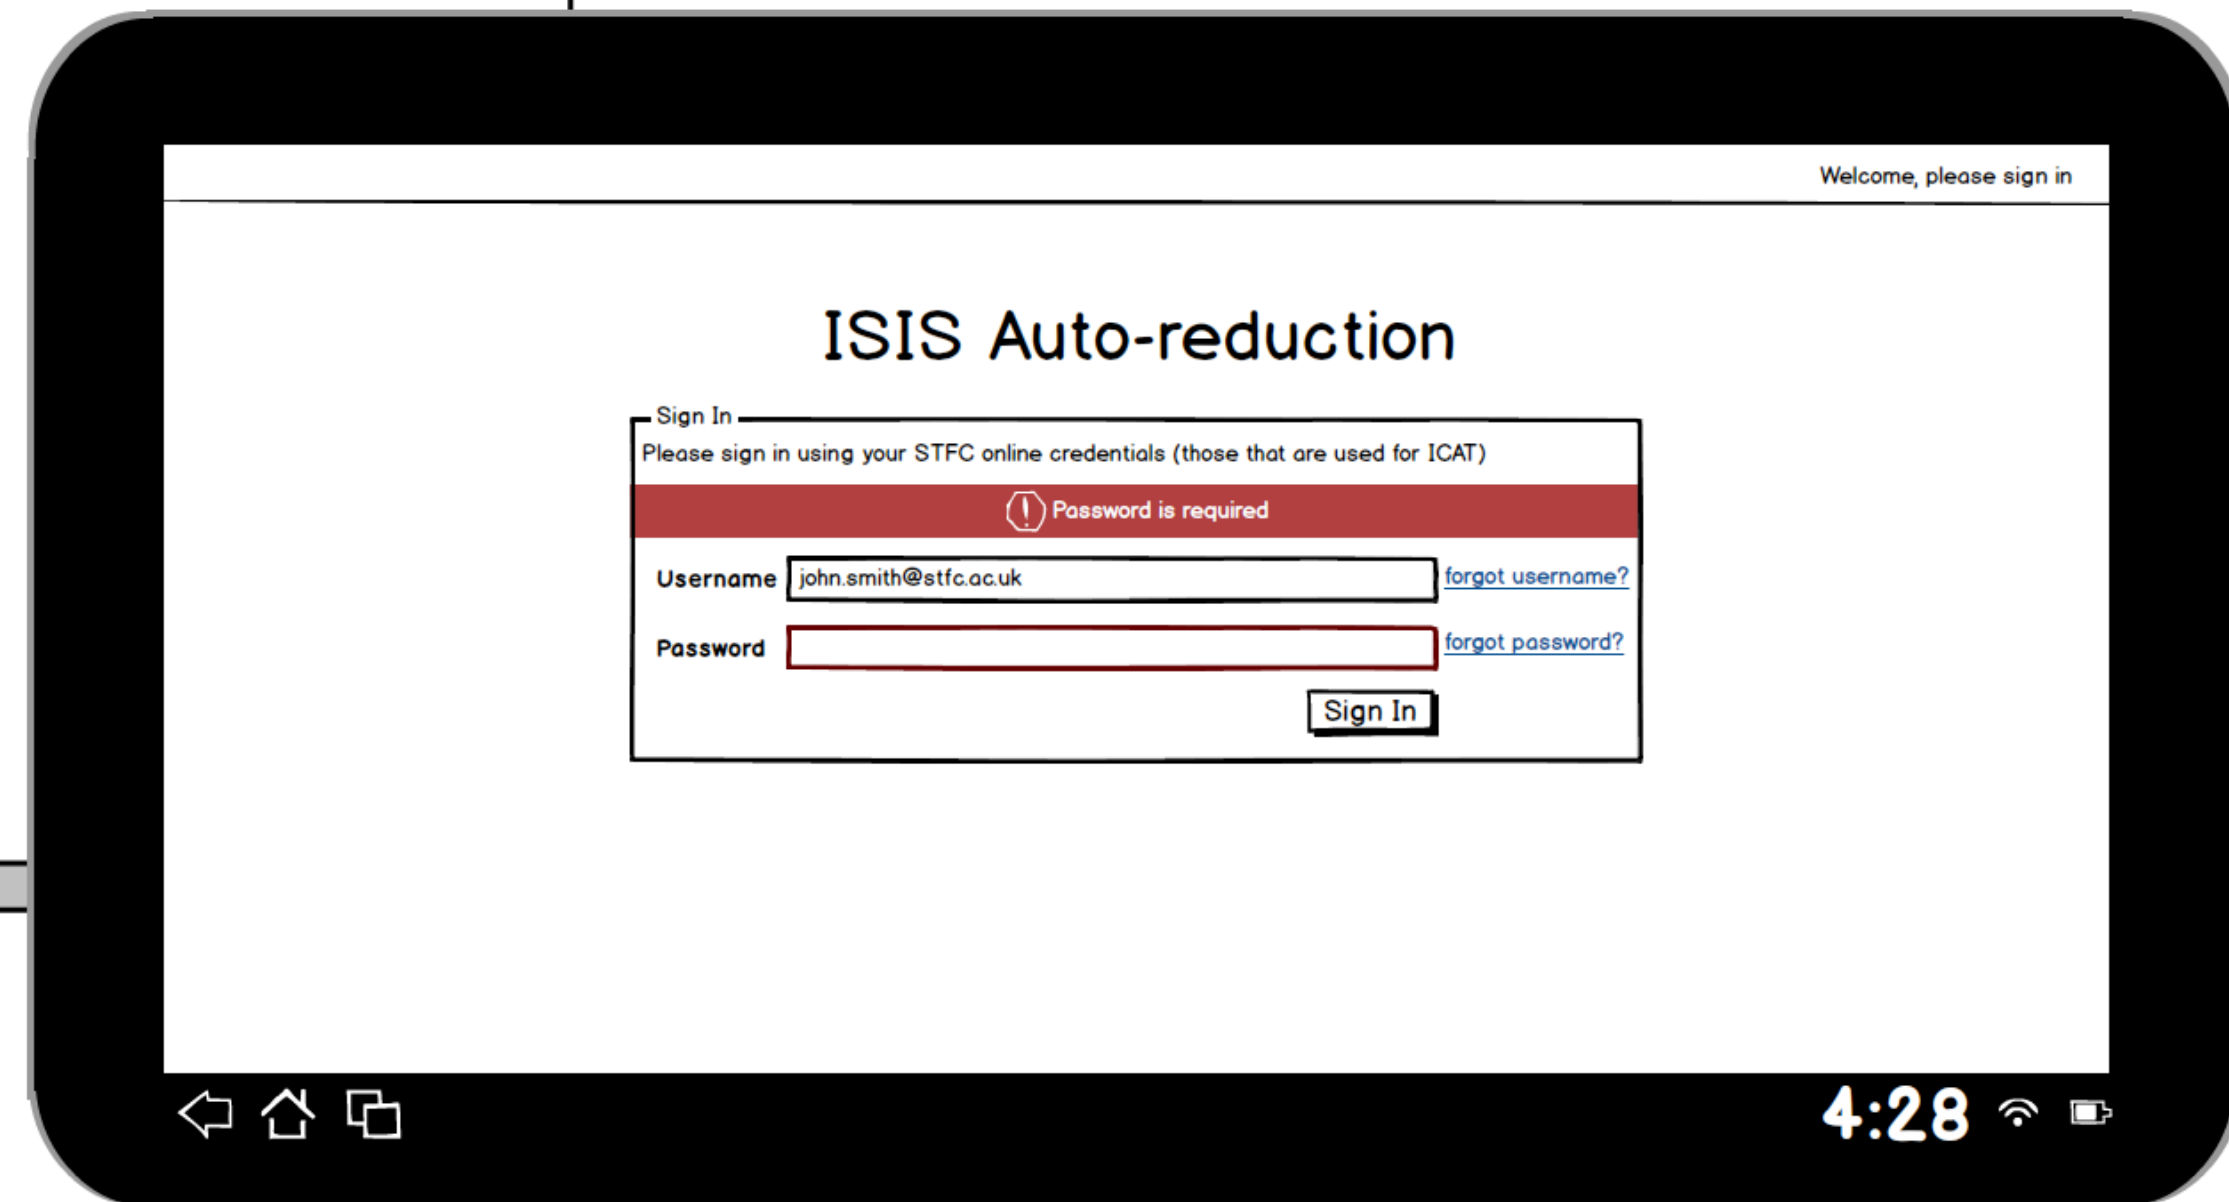 Welcome, please sign in
ISIS Auto-reduction
Sign In
Please sign in using your STFC online credentials (those that are used for ICAT)
Password is required
Username john.smith@stfc.ac.uk forgot username?
Password forgot password?
Sign In
4:28